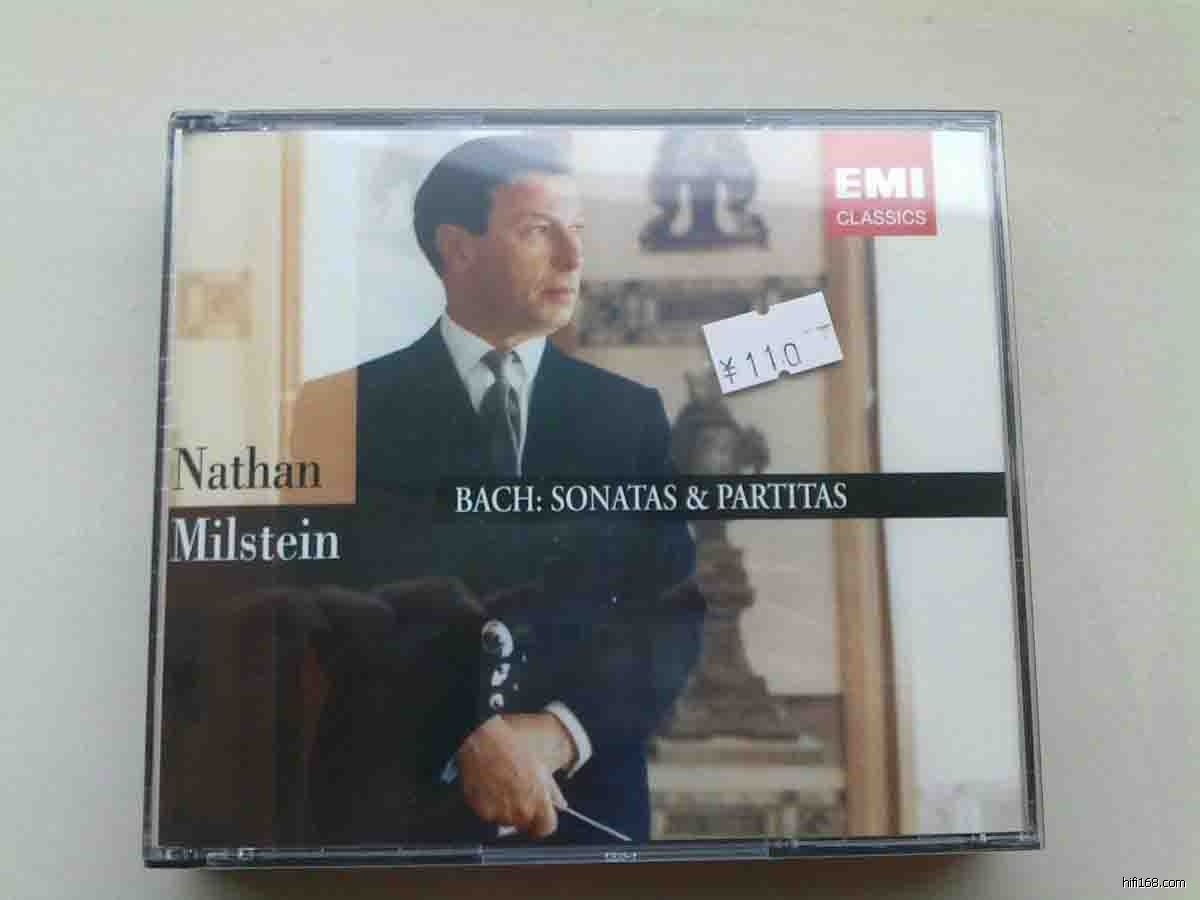 EMI
CLASSICS
¥110
Nathan
BACH: SONATAS & PARTITAS
Milstein
hifi168.com